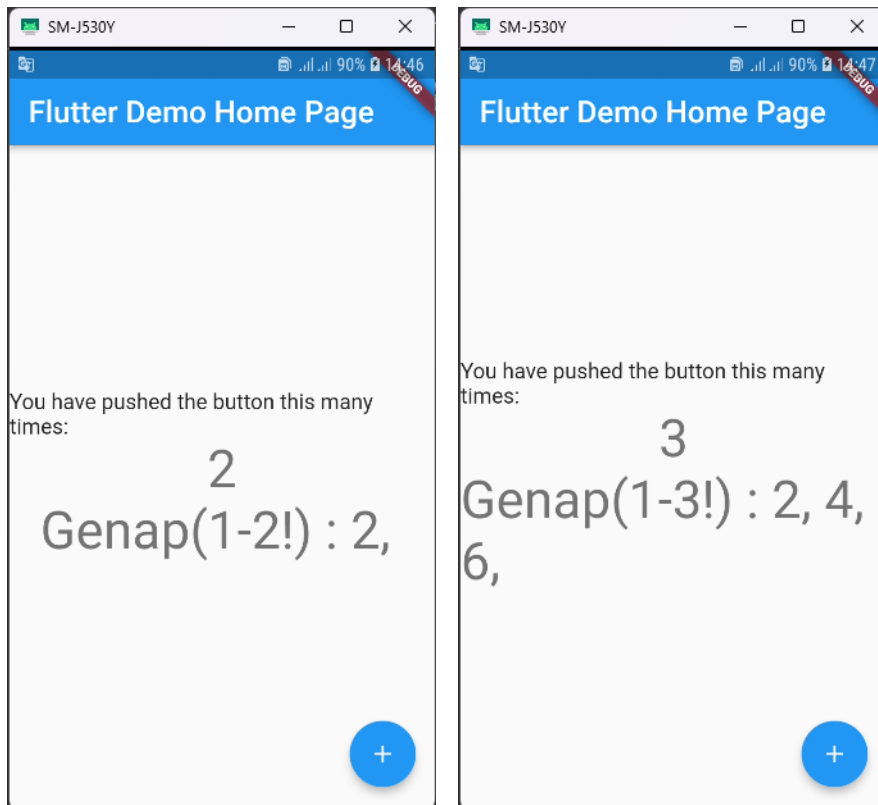 SM-J530Y
90% 14:46
DEBUG
Flutter Demo Home Page
You have pushed the button this many
times:
2
Genap(1-2!) : 2,
+
SM-J530Y
90% 14:47
DEBUG
Flutter Demo Home Page
You have pushed the button this many
times:
3
Genap(1-3!) : 2, 4,
6,
+